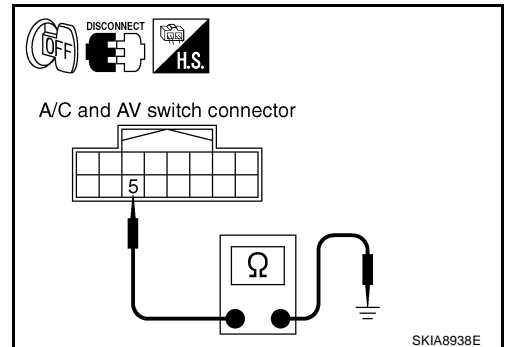 OFF
DISCONNECT
H.S.
A/C and AV switch connector
5
Ω
SKIA8938E